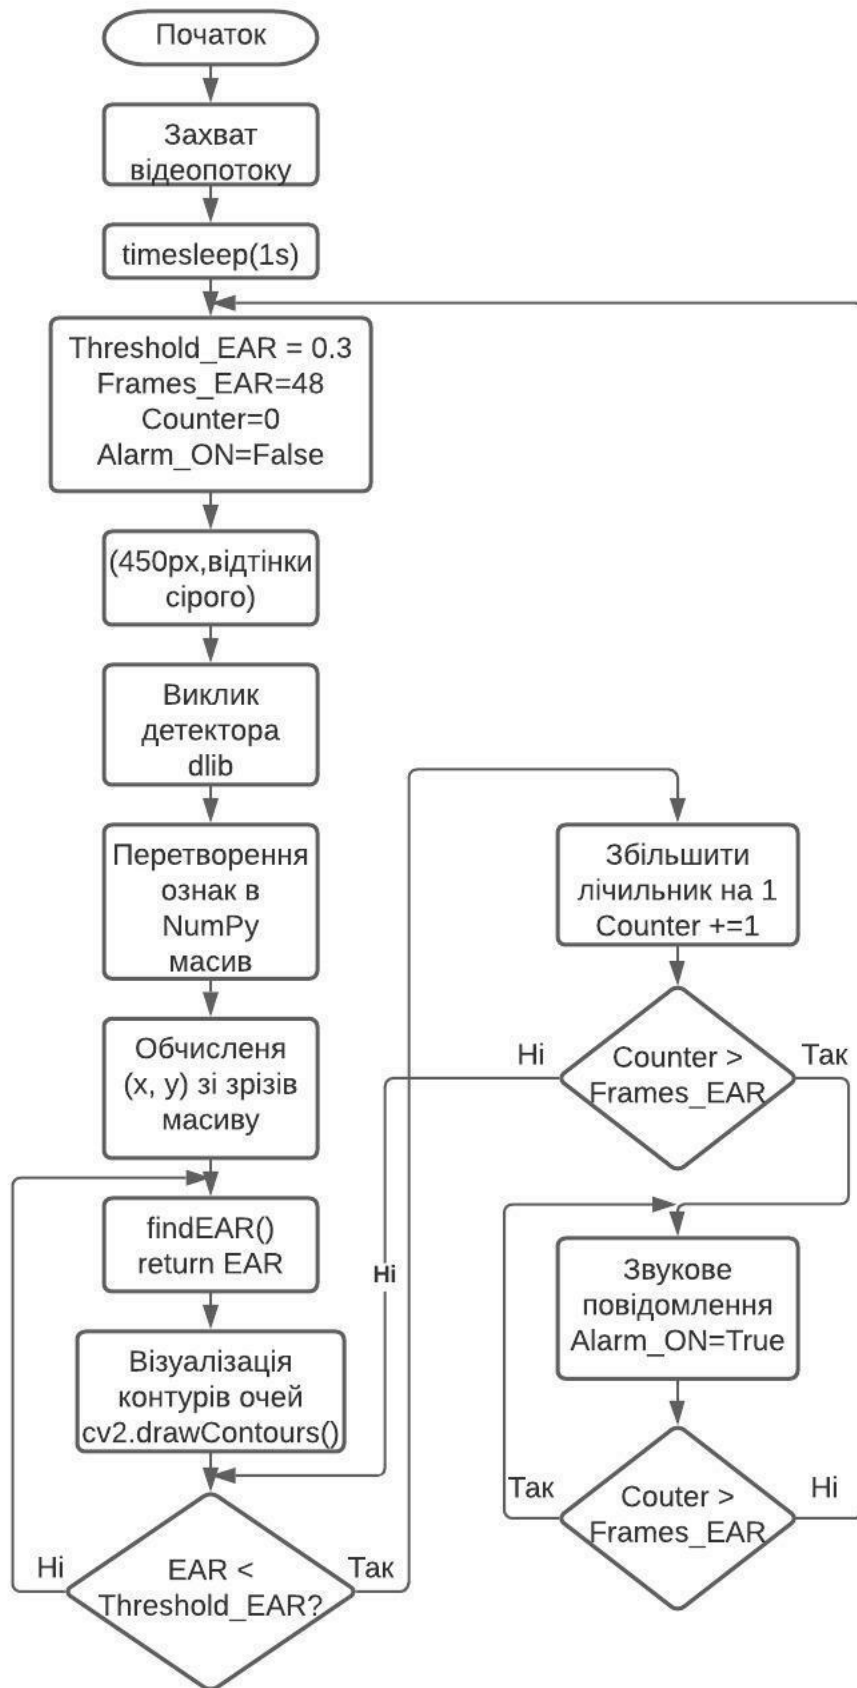 Початок
Захват
відеопотоку
timesleep(1s)
Threshold_EAR = 0.3
Frames_EAR=48
Counter=0
Alarm_ON=False
(450px,відтінки
сірого)
Виклик
детектора
dlib
Перетворення
ознак в
NumPy
масив
Обчисленя
(x, y) зі зрізів
масиву
findEAR()
return EAR
Візуалізація
контурів очей
cv2.drawContours()
Ні
EAR <
Threshold_EAR?
Так
Збільшити
лічильник на 1
Counter +=1
Ні
Counter >
Frames_EAR
Так
Ні
Звукове
повідомлення
Alarm_ON=True
Так
Couter >
Frames_EAR
Ні